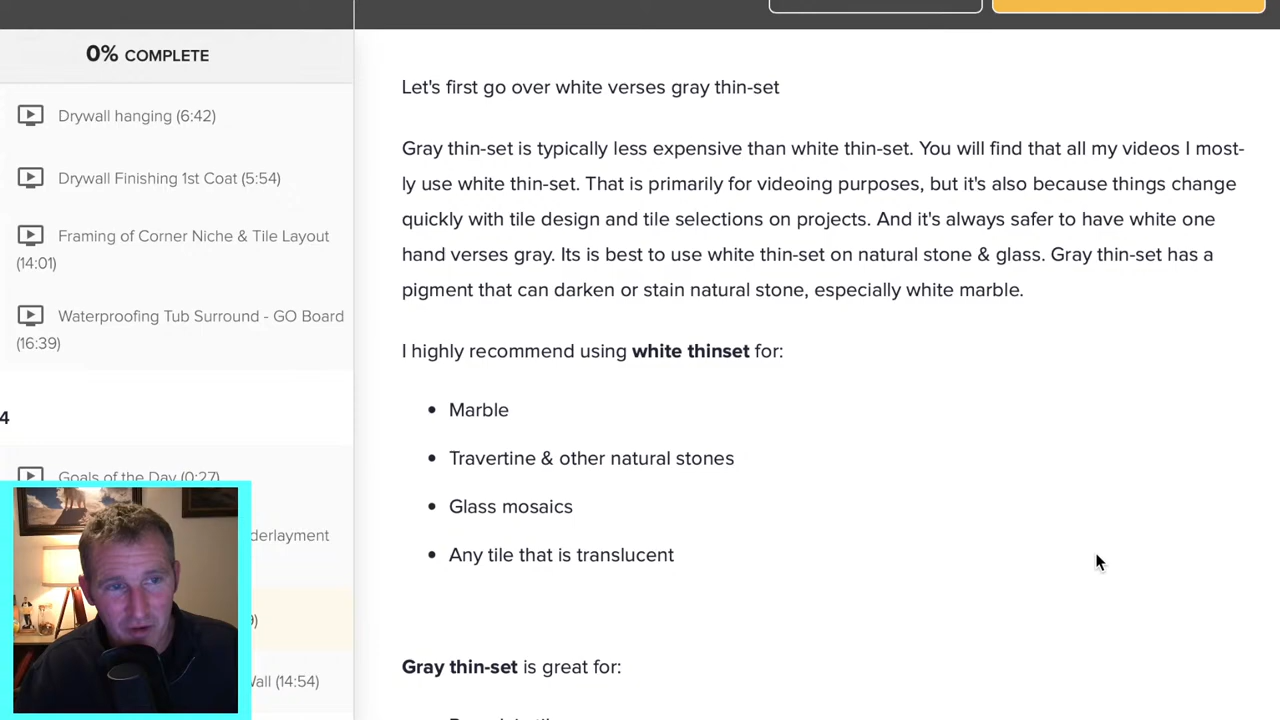 0% COMPLETE
Drywall hanging (6:42)
Drywall Finishing 1st Coat (5:54)
Framing of Corner Niche & Tile Layout
(14:01)
Waterproofing Tub Surround - GO Board
(16:39)
4
Goals of the Day (0:27)
Let's first go over white verses gray thin-set
Gray thin-set is typically less expensive than white thin-set. You will find that all my videos I most-
ly use white thin-set. That is primarily for videoing purposes, but it's also because things change
quickly with tile design and tile selections on projects. And it's always safer to have white one
hand verses gray. Its is best to use white thin-set on natural stone & glass. Gray thin-set has a
pigment that can darken or stain natural stone, especially white marble.
I highly recommend using white thinset for:
• Marble
• Travertine & other natural stones
• Glass mosaics
• Any tile that is translucent
Gray thin-set is great for:
(14:54)